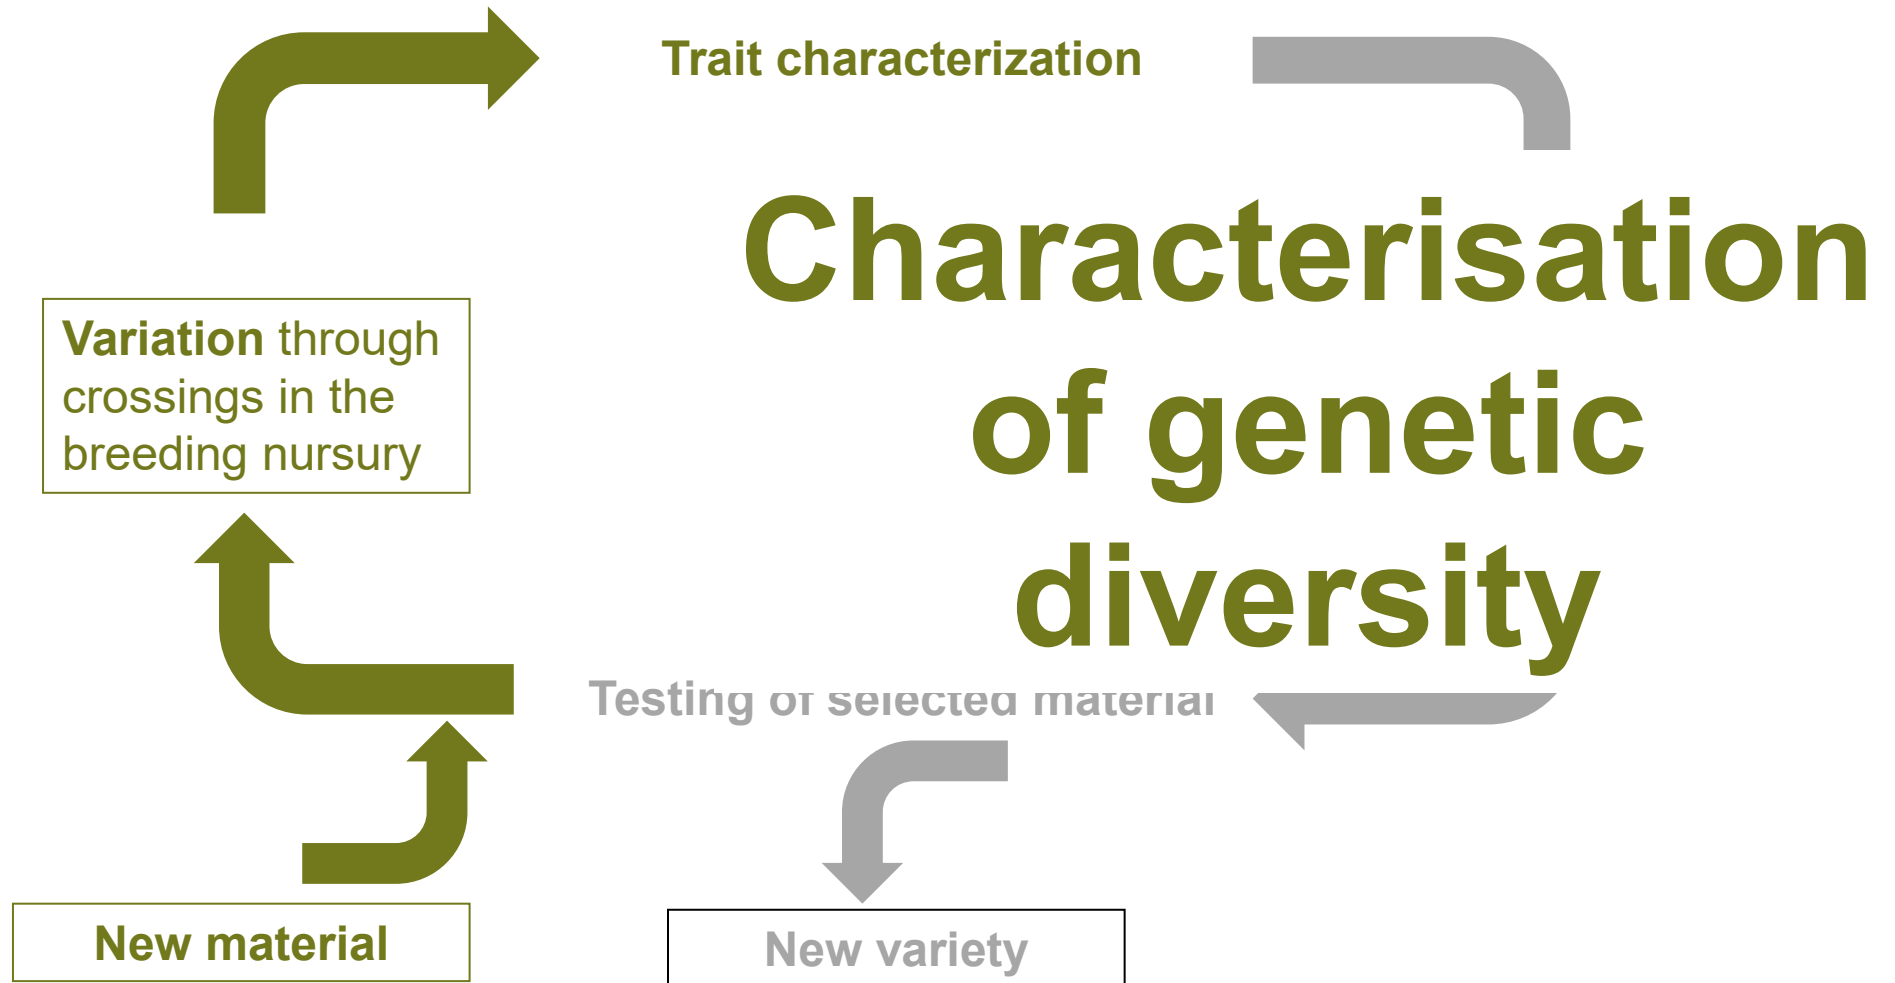 Trait characterization
Characterisation
of genetic
diversity
Variation through
crossings in the
breeding nursury
Testing of selected material
New material
New variety